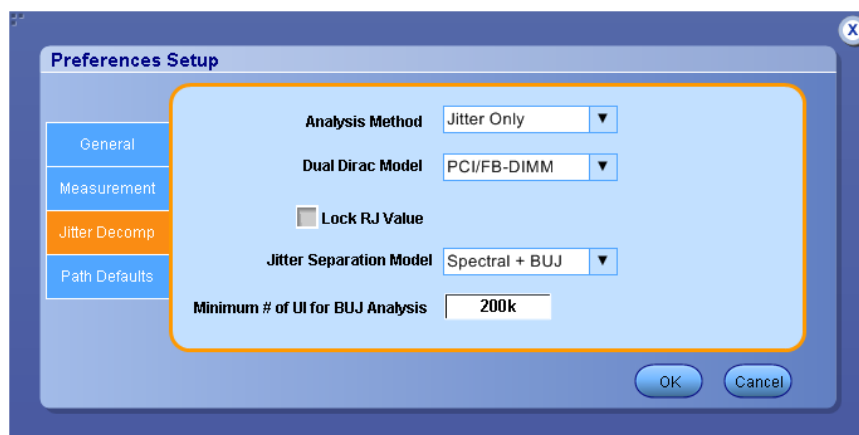 X
Preferences Setup
General
Measurement
Jitter Decomp
Path Defaults
Analysis Method Jitter Only
Dual Dirac Model PCI/FB-DIMM
Lock RJ Value
Jitter Separation Model Spectral + BUJ
Minimum # of UI for BUJ Analysis 200k
OK Cancel